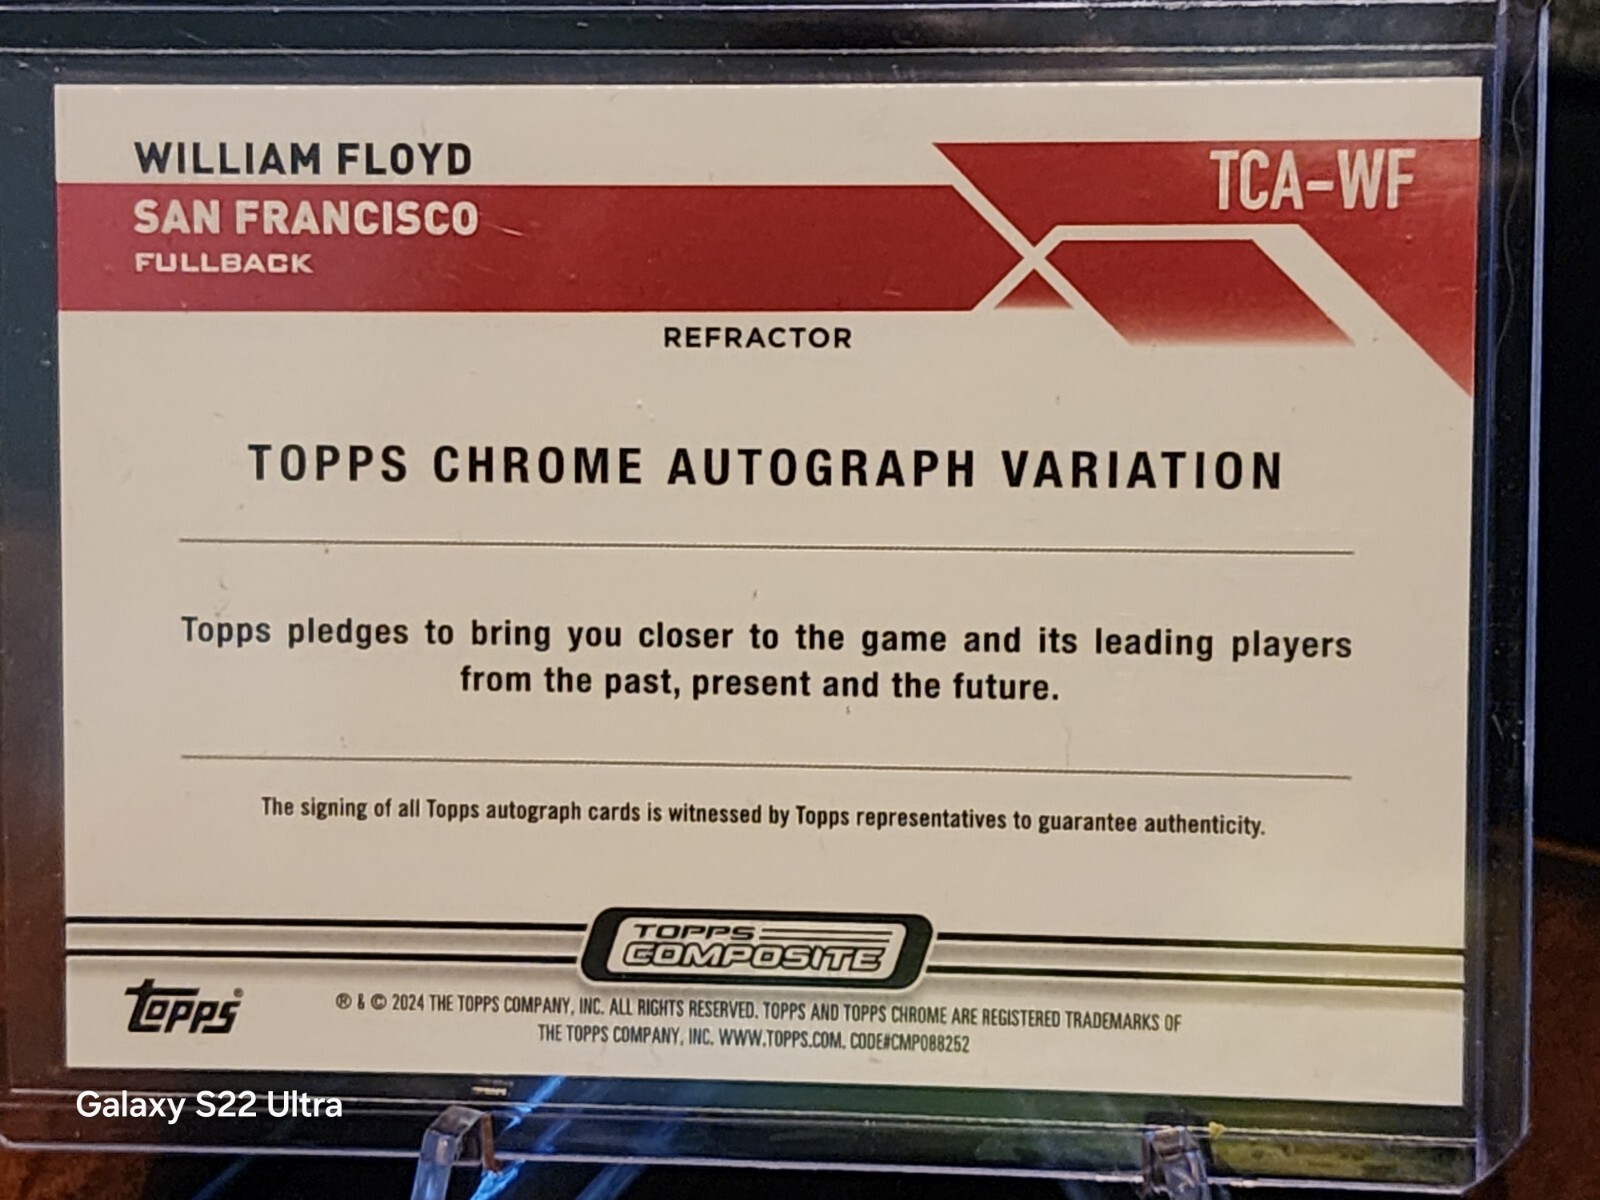 WILLIAM FLOYD
SAN FRANCISCO
FULLBACK
TCA-WF
REFRACTOR
TOPPS CHROME AUTOGRAPH VARIATION
Topps pledges to bring you closer to the game and its leading players
from the past, present and the future.
The signing of all Topps autograph cards is witnessed by Topps representatives to guarantee authenticity.
TOPPS
COMPOSITE
Topps®
® & © 2024 THE TOPPS COMPANY, INC. ALL RIGHTS RESERVED. TOPPS AND TOPPS CHROME ARE REGISTERED TRADEMARKS OF
THE TOPPS COMPANY, INC. WWW.TOPPS.COM. CODE#CMP088252
Galaxy S22 Ultra